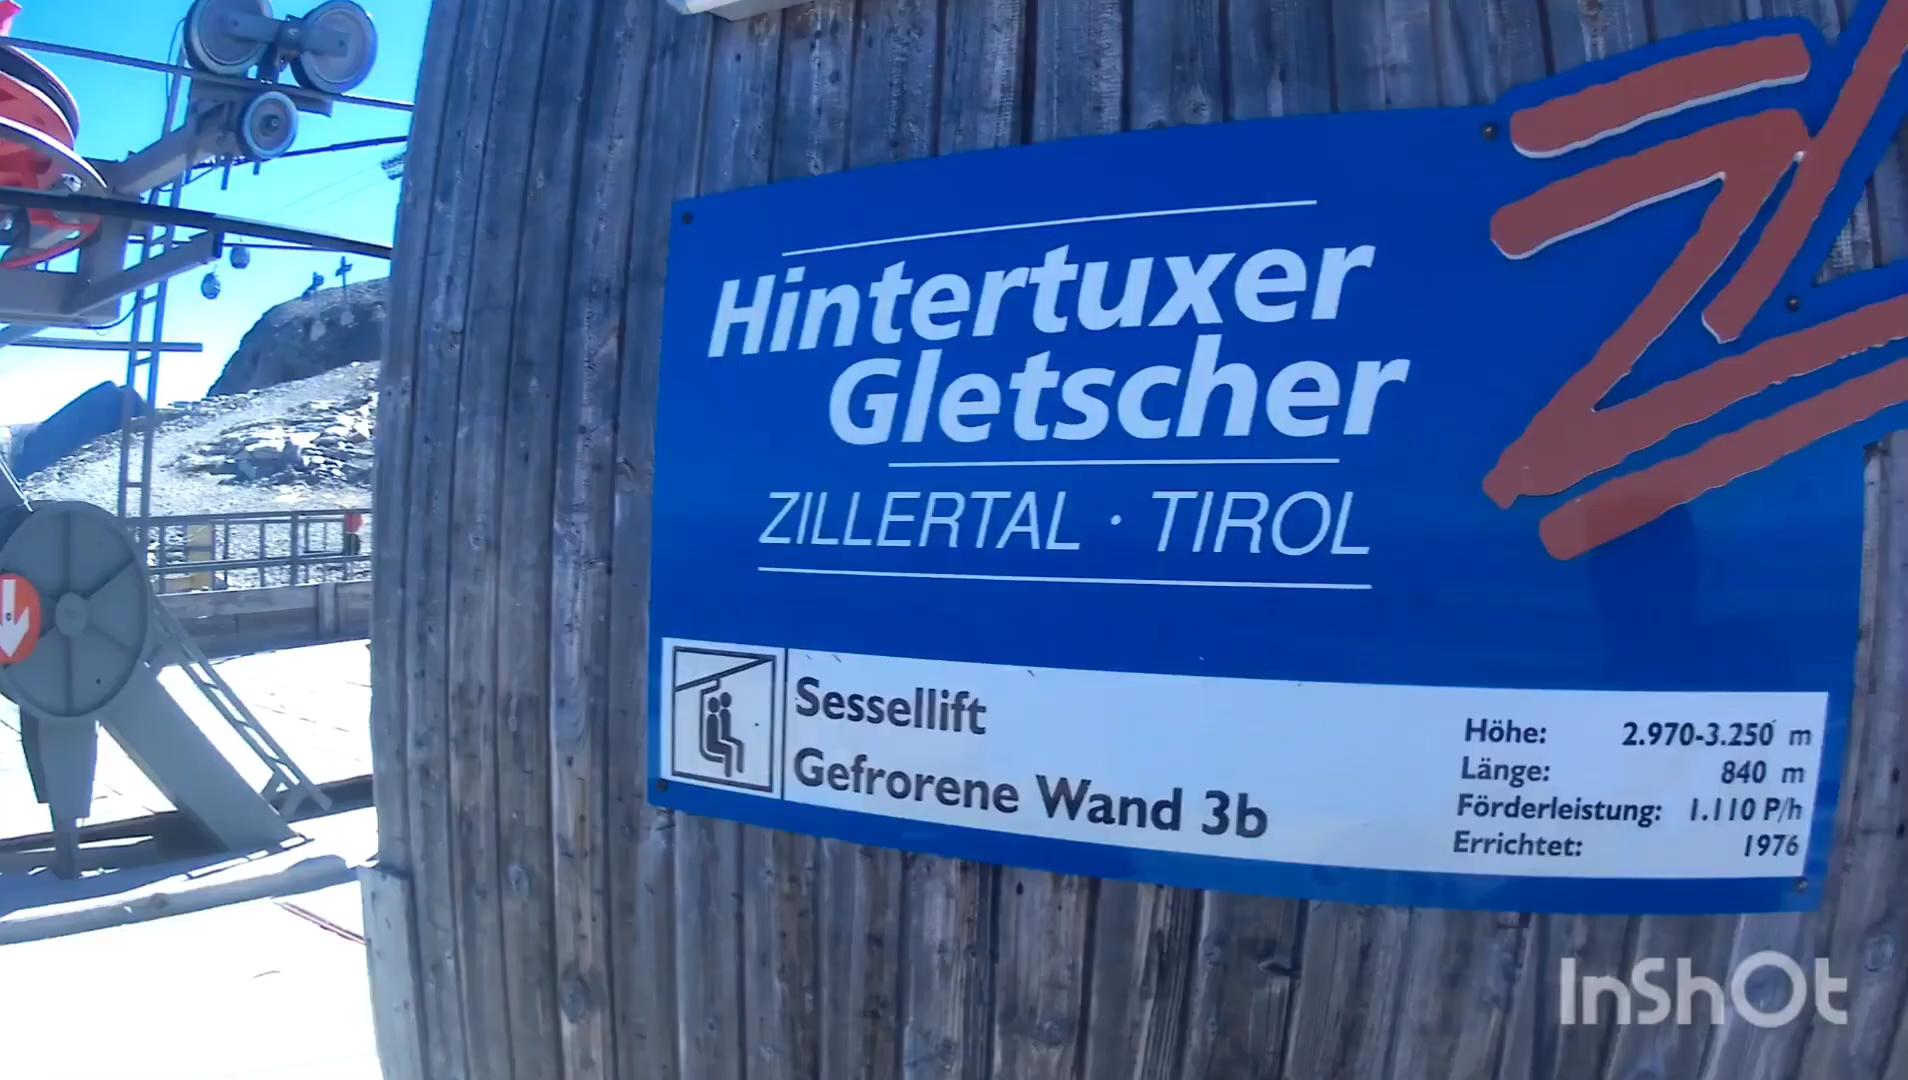 Hintertuxer
Gletscher
ZILLERTAL · TIROL
Sessellift
Gefrorene Wand 3b
Höhe: 2.970-3.250 m
Länge: 840 m
Förderleistung: 1.110 P/h
Errichtet: 1976
InShOt